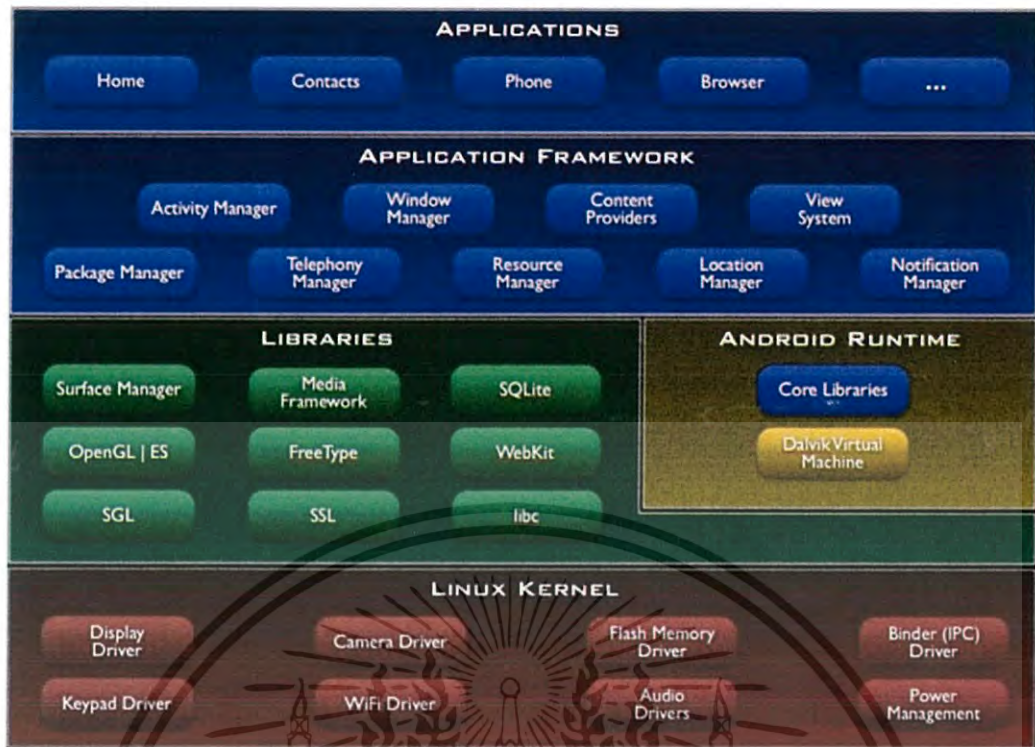 APPLICATIONS
Home
Contacts
Phone
Browser
...
APPLICATION FRAMEWORK
Activity Manager
Window
Manager
Content
Providers
View
System
Package Manager
Telephony
Manager
Resource
Manager
Location
Manager
Notification
Manager
LIBRARIES
Surface Manager
Media
Framework
SQLite
OpenGL | ES
FreeType
WebKit
SGL
SSL
libc
ANDROID RUNTIME
Core Libraries
Dalvik Virtual
Machine
LINUX KERNEL
Display
Driver
Camera Driver
Flash Memory
Driver
Binder (IPC)
Driver
Keypad Driver
WiFi Driver
Audio
Drivers
Power
Management